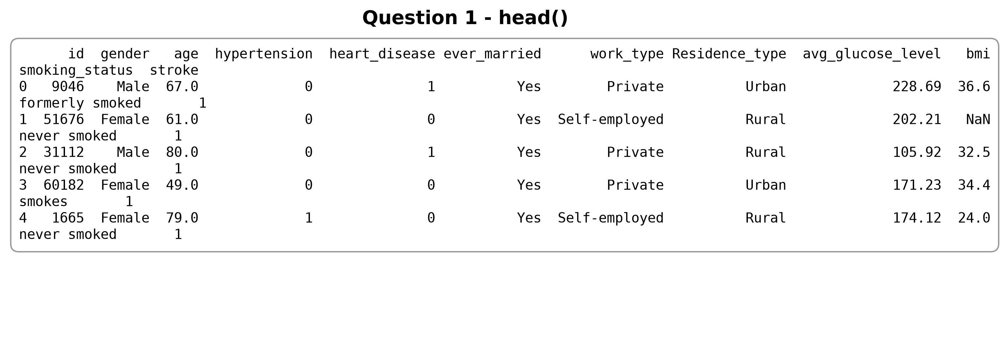 Question 1 - head()
      id  gender   age  hypertension  heart_disease ever_married      work_type Residence_type  avg_glucose_level   bmi
smoking_status  stroke
0   9046    Male  67.0             0              1          Yes        Private          Urban             228.69  36.6
formerly smoked       1
1  51676  Female  61.0             0              0          Yes  Self-employed          Rural             202.21   NaN
never smoked       1
2  31112    Male  80.0             0              1          Yes        Private          Rural             105.92  32.5
never smoked       1
3  60182  Female  49.0             0              0          Yes        Private          Urban             171.23  34.4
smokes       1
4   1665  Female  79.0             1              0          Yes  Self-employed          Rural             174.12  24.0
never smoked       1